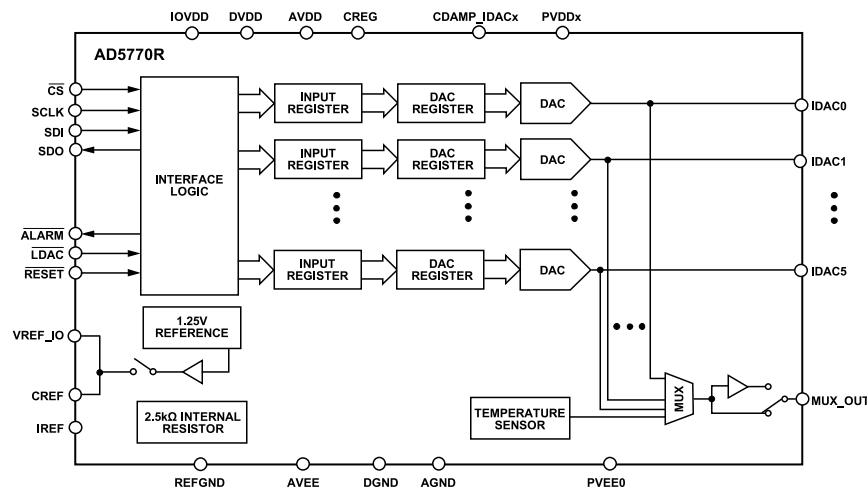 IOVDD DVDD AVDD CREG CDAMP_IDACx PVDDx
AD5770R
CS
SCLK
SDI
SDO
ALARM
LDAC
RESET
INTERFACE
LOGIC
INPUT
REGISTER
DAC
REGISTER
DAC
IDAC0
INPUT
REGISTER
DAC
REGISTER
DAC
IDAC1
INPUT
REGISTER
DAC
REGISTER
DAC
IDAC5
VREF_IO
1.25V
REFERENCE
CREF
IREF
2.5kΩ INTERNAL
RESISTOR
TEMPERATURE
SENSOR
MUX
MUX_OUT
REFGND AVEE DGND AGND PVEE0